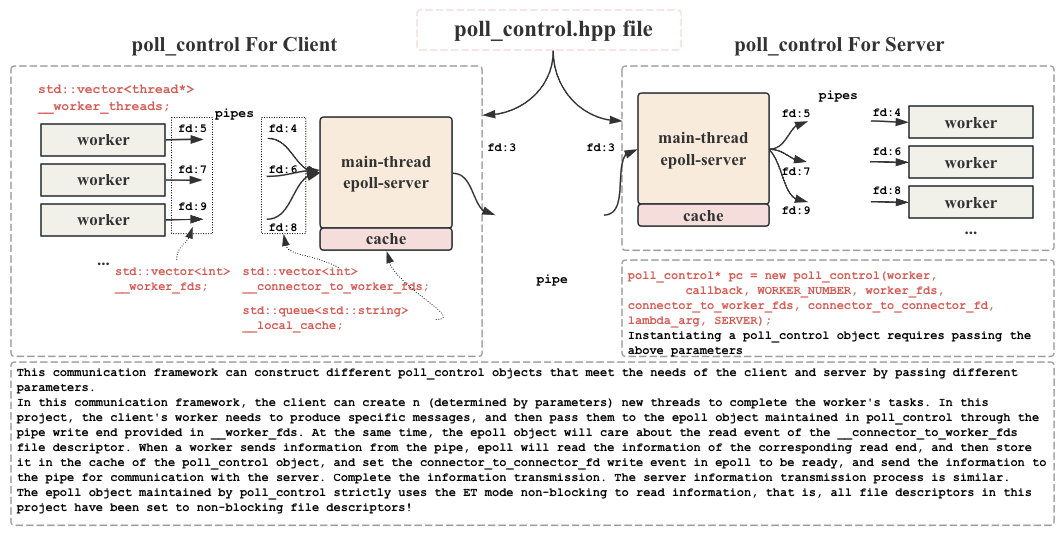 poll_control.hpp file
poll_control For Client
poll_control For Server
std::vector<thread*>
__worker_threads;
pipes
worker
worker
worker
...
fd:5
fd:7
fd:9
fd:4
fd:6
fd:8
main-thread
epoll-server
cache
std::vector<int>
__worker_fds;
std::vector<int>
__connector_to_worker_fds;
std::queue<std::string>
__local_cache;
fd:3
fd:3
pipe
main-thread
epoll-server
cache
pipes
fd:5
fd:7
fd:9
fd:4
fd:6
fd:8
worker
worker
worker
...
poll_control* pc = new poll_control(worker,
callback, WORKER_NUMBER, worker_fds,
connector_to_worker_fds, connector_to_connector_fd,
lambda_arg, SERVER);
Instantiating a poll_control object requires passing the
above parameters
This communication framework can construct different poll_control objects that meet the needs of the client and server by passing different
parameters.
In this communication framework, the client can create n (determined by parameters) new threads to complete the worker's tasks. In this
project, the client's worker needs to produce specific messages, and then pass them to the epoll object maintained in poll_control through the
pipe write end provided in __worker_fds. At the same time, the epoll object will care about the read event of the __connector_to_worker_fds
file descriptor. When a worker sends information from the pipe, epoll will read the information of the corresponding read end, and then store
it in the cache of the poll_control object, and set the connector_to_connector_fd write event in epoll to be ready, and send the information to
the pipe for communication with the server. Complete the information transmission. The server information transmission process is similar.
The epoll object maintained by poll_control strictly uses the ET mode non-blocking to read information, that is, all file descriptors in this
project have been set to non-blocking file descriptors!